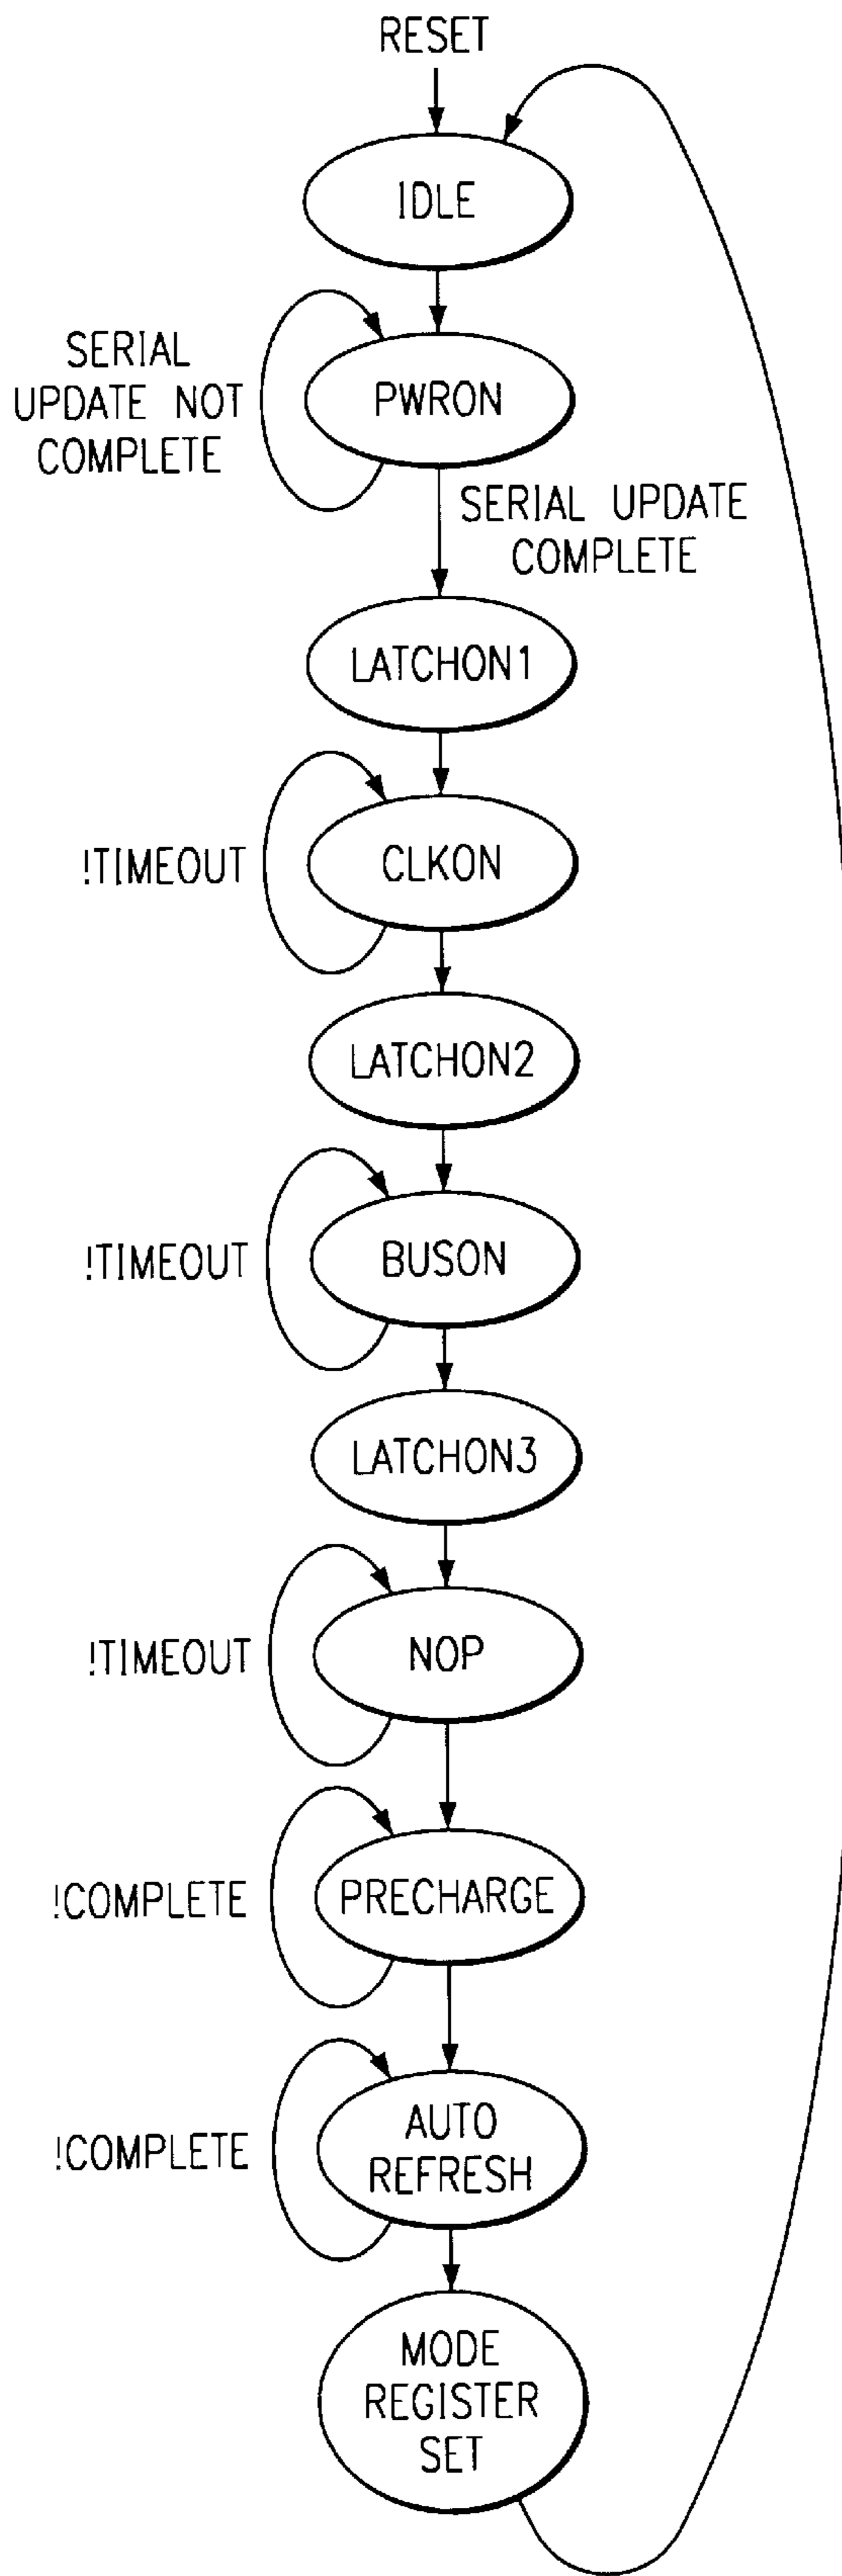 RESET
IDLE
SERIAL
UPDATE NOT
COMPLETE
PWRON
SERIAL UPDATE
COMPLETE
LATCHON1
!TIMEOUT
CLKON
LATCHON2
!TIMEOUT
BUSON
LATCHON3
!TIMEOUT
NOP
!COMPLETE
PRECHARGE
!COMPLETE
AUTO
REFRESH
MODE
REGISTER
SET